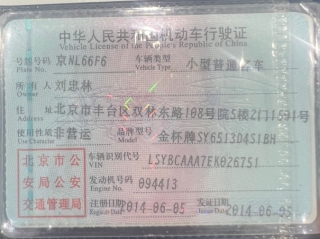 中华人民共和国机动车行驶证
Vehicle License of the People's Republic of China
号牌号码 京NL66F6 车辆类型 小型普通客车
Plate No. Vehicle Type
所有人 刘忠林
Owner
住址 北京市丰台区双林东路108号院5楼2门1501号
Address
使用性质 非营运 品牌型号 金杯牌SY6513D4S1BH
Use Character Model
北京市公安局公安交通管理局
车辆识别代号 LSYBCAAA7EK026751
VIN
发动机号码 094413
Engine No.
注册日期 2014-06-05 发证日期 2014-06-05
Register Date Issue Date